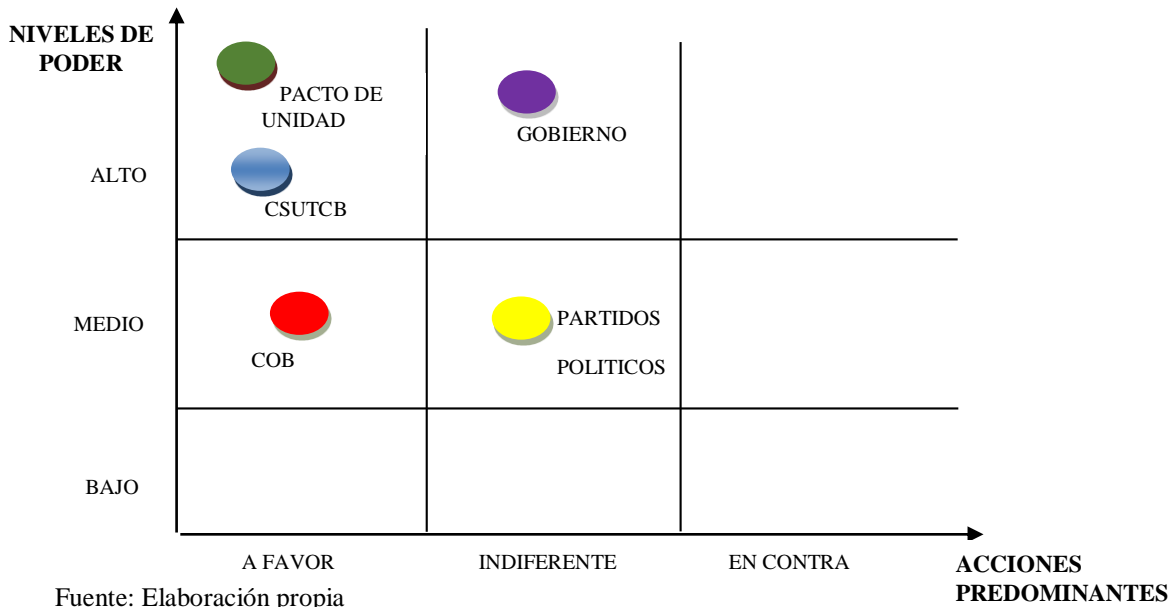 NIVELES DE
PODER
PACTO DE
UNIDAD
GOBIERNO
ALTO
CSUTCB
MEDIO
PARTIDOS
COB
POLITICOS
BAJO
A FAVOR
INDIFERENTE
EN CONTRA
ACCIONES
PREDOMINANTES
Fuente: Elaboración propia